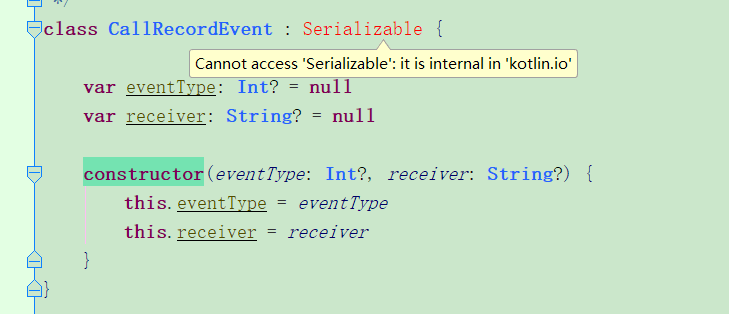 */
class CallRecordEvent : Serializable {
Cannot access 'Serializable': it is internal in 'kotlin.io'
var eventType: Int? = null
var receiver: String? = null
constructor(eventType: Int?, receiver: String?) {
this.eventType = eventType
this.receiver = receiver
}
}